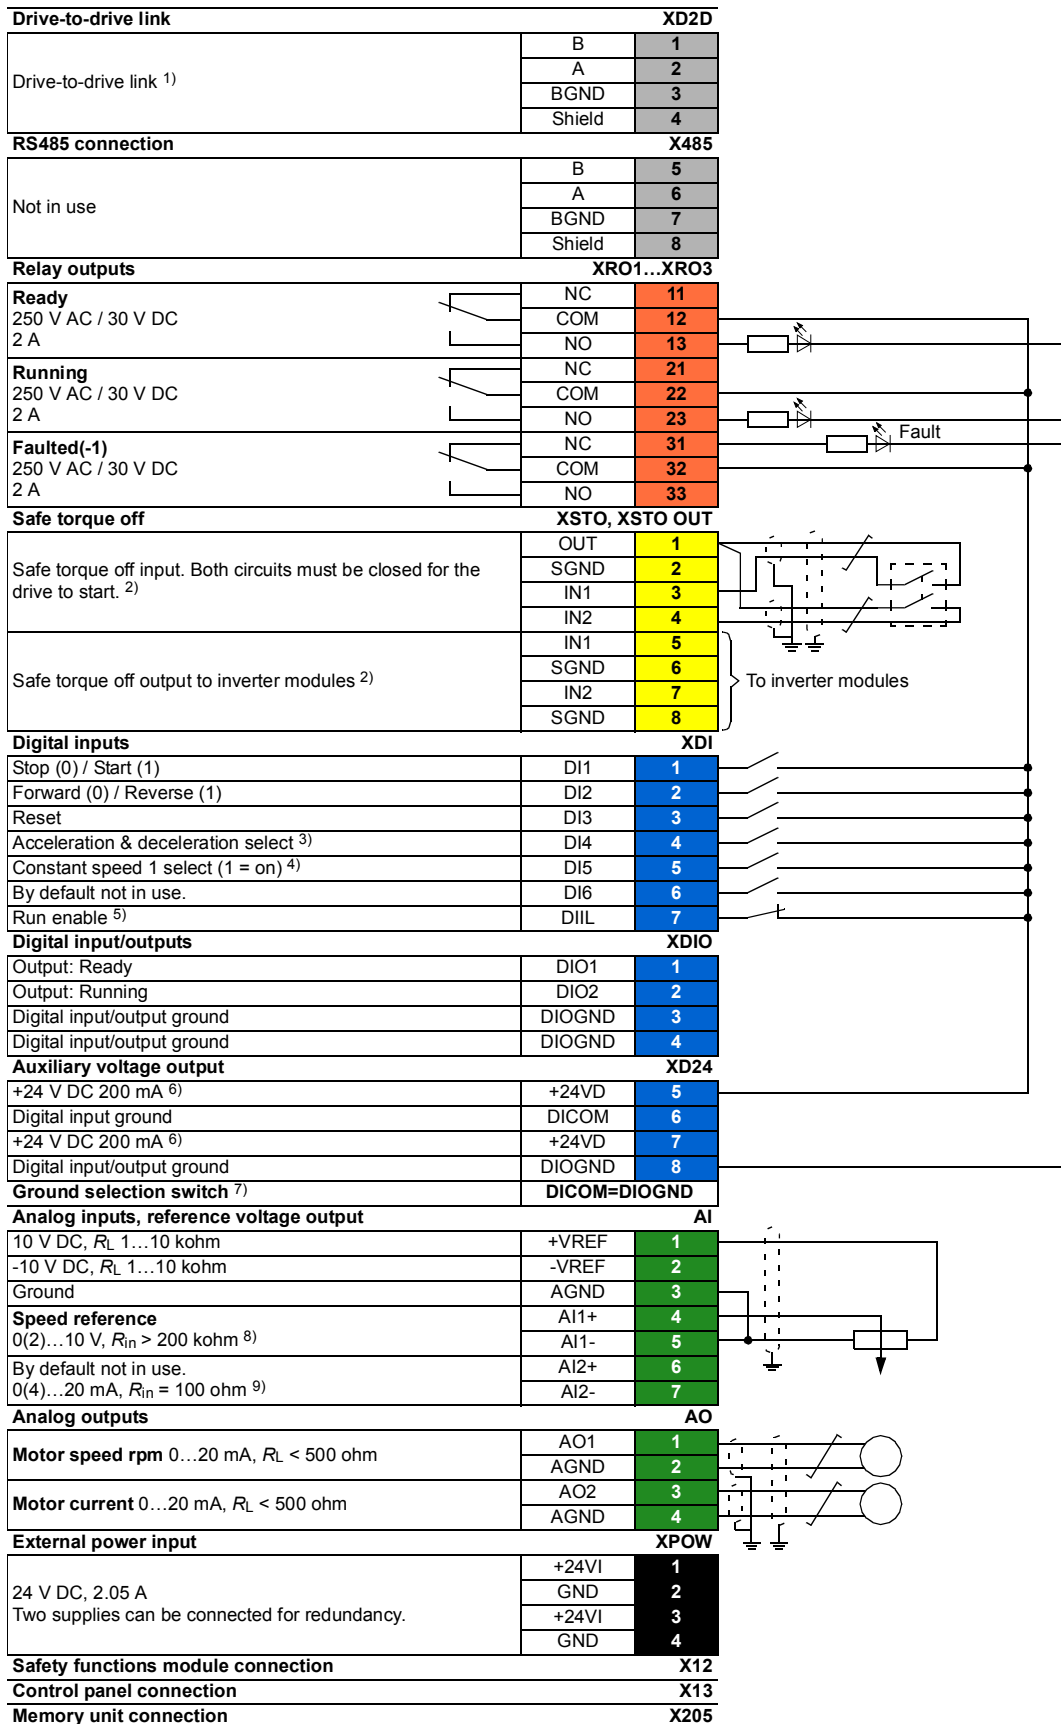 Drive-to-drive link XD2D
Drive-to-drive link 1)
B 1
A 2
BGND 3
Shield 4
RS485 connection X485
Not in use
B 5
A 6
BGND 7
Shield 8
Relay outputs XRO1…XRO3
Ready
250 V AC / 30 V DC
2 A
NC 11
COM 12
NO 13
Running
250 V AC / 30 V DC
2 A
NC 21
COM 22
NO 23
Faulted(-1)
250 V AC / 30 V DC
2 A
NC 31
COM 32
NO 33
Fault
Safe torque off XSTO, XSTO OUT
Safe torque off input. Both circuits must be closed for the
drive to start. 2)
OUT 1
SGND 2
IN1 3
IN2 4
Safe torque off output to inverter modules 2)
IN1 5
SGND 6
IN2 7
SGND 8
To inverter modules
Digital inputs XDI
Stop (0) / Start (1) DI1 1
Forward (0) / Reverse (1) DI2 2
Reset DI3 3
Acceleration & deceleration select 3) DI4 4
Constant speed 1 select (1 = on) 4) DI5 5
By default not in use. DI6 6
Run enable 5) DIIL 7
Digital input/outputs XDIO
Output: Ready DIO1 1
Output: Running DIO2 2
Digital input/output ground DIOGND 3
Digital input/output ground DIOGND 4
Auxiliary voltage output XD24
+24 V DC 200 mA 6) +24VD 5
Digital input ground DICOM 6
+24 V DC 200 mA 6) +24VD 7
Digital input/output ground DIOGND 8
Ground selection switch 7) DICOM=DIOGND
Analog inputs, reference voltage output AI
10 V DC, RL 1…10 kohm +VREF 1
-10 V DC, RL 1…10 kohm -VREF 2
Ground AGND 3
Speed reference
0(2)…10 V, Rin > 200 kohm 8)
AI1+ 4
AI1- 5
By default not in use.
0(4)…20 mA, Rin = 100 ohm 9)
AI2+ 6
AI2- 7
Analog outputs AO
Motor speed rpm 0…20 mA, RL < 500 ohm
AO1 1
AGND 2
Motor current 0…20 mA, RL < 500 ohm
AO2 3
AGND 4
External power input XPOW
24 V DC, 2.05 A
Two supplies can be connected for redundancy.
+24VI 1
GND 2
+24VI 3
GND 4
Safety functions module connection X12
Control panel connection X13
Memory unit connection X205